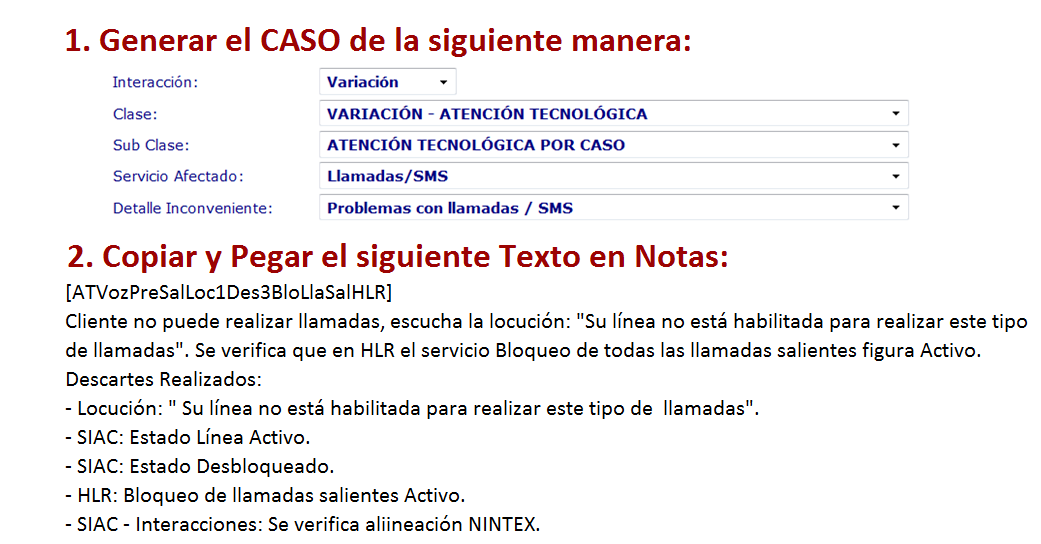 1. Generar el CASO de la siguiente manera:
Interacción: Variación
Clase: VARIACIÓN - ATENCIÓN TECNOLÓGICA
Sub Clase: ATENCIÓN TECNOLÓGICA POR CASO
Servicio Afectado: Llamadas/SMS
Detalle Inconveniente: Problemas con llamadas / SMS
2. Copiar y Pegar el siguiente Texto en Notas:
[ATVozPreSalLoc1Des3BloLlaSalHLR]
Cliente no puede realizar llamadas, escucha la locución: "Su línea no está habilitada para realizar este tipo
de llamadas". Se verifica que en HLR el servicio Bloqueo de todas las llamadas salientes figura Activo.
Descartes Realizados:
- Locución: " Su línea no está habilitada para realizar este tipo de  llamadas".
- SIAC: Estado Línea Activo.
- SIAC: Estado Desbloqueado.
- HLR: Bloqueo de llamadas salientes Activo.
- SIAC - Interacciones: Se verifica aliineación NINTEX.